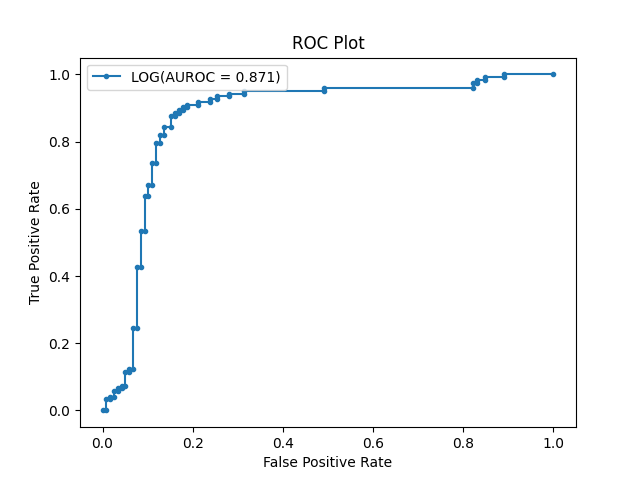 ROC Plot
LOG(AUROC = 0.871)
1.0
0.8
0.6
0.4
0.2
0.0
True Positive Rate
0.0 0.2 0.4 0.6 0.8 1.0
False Positive Rate